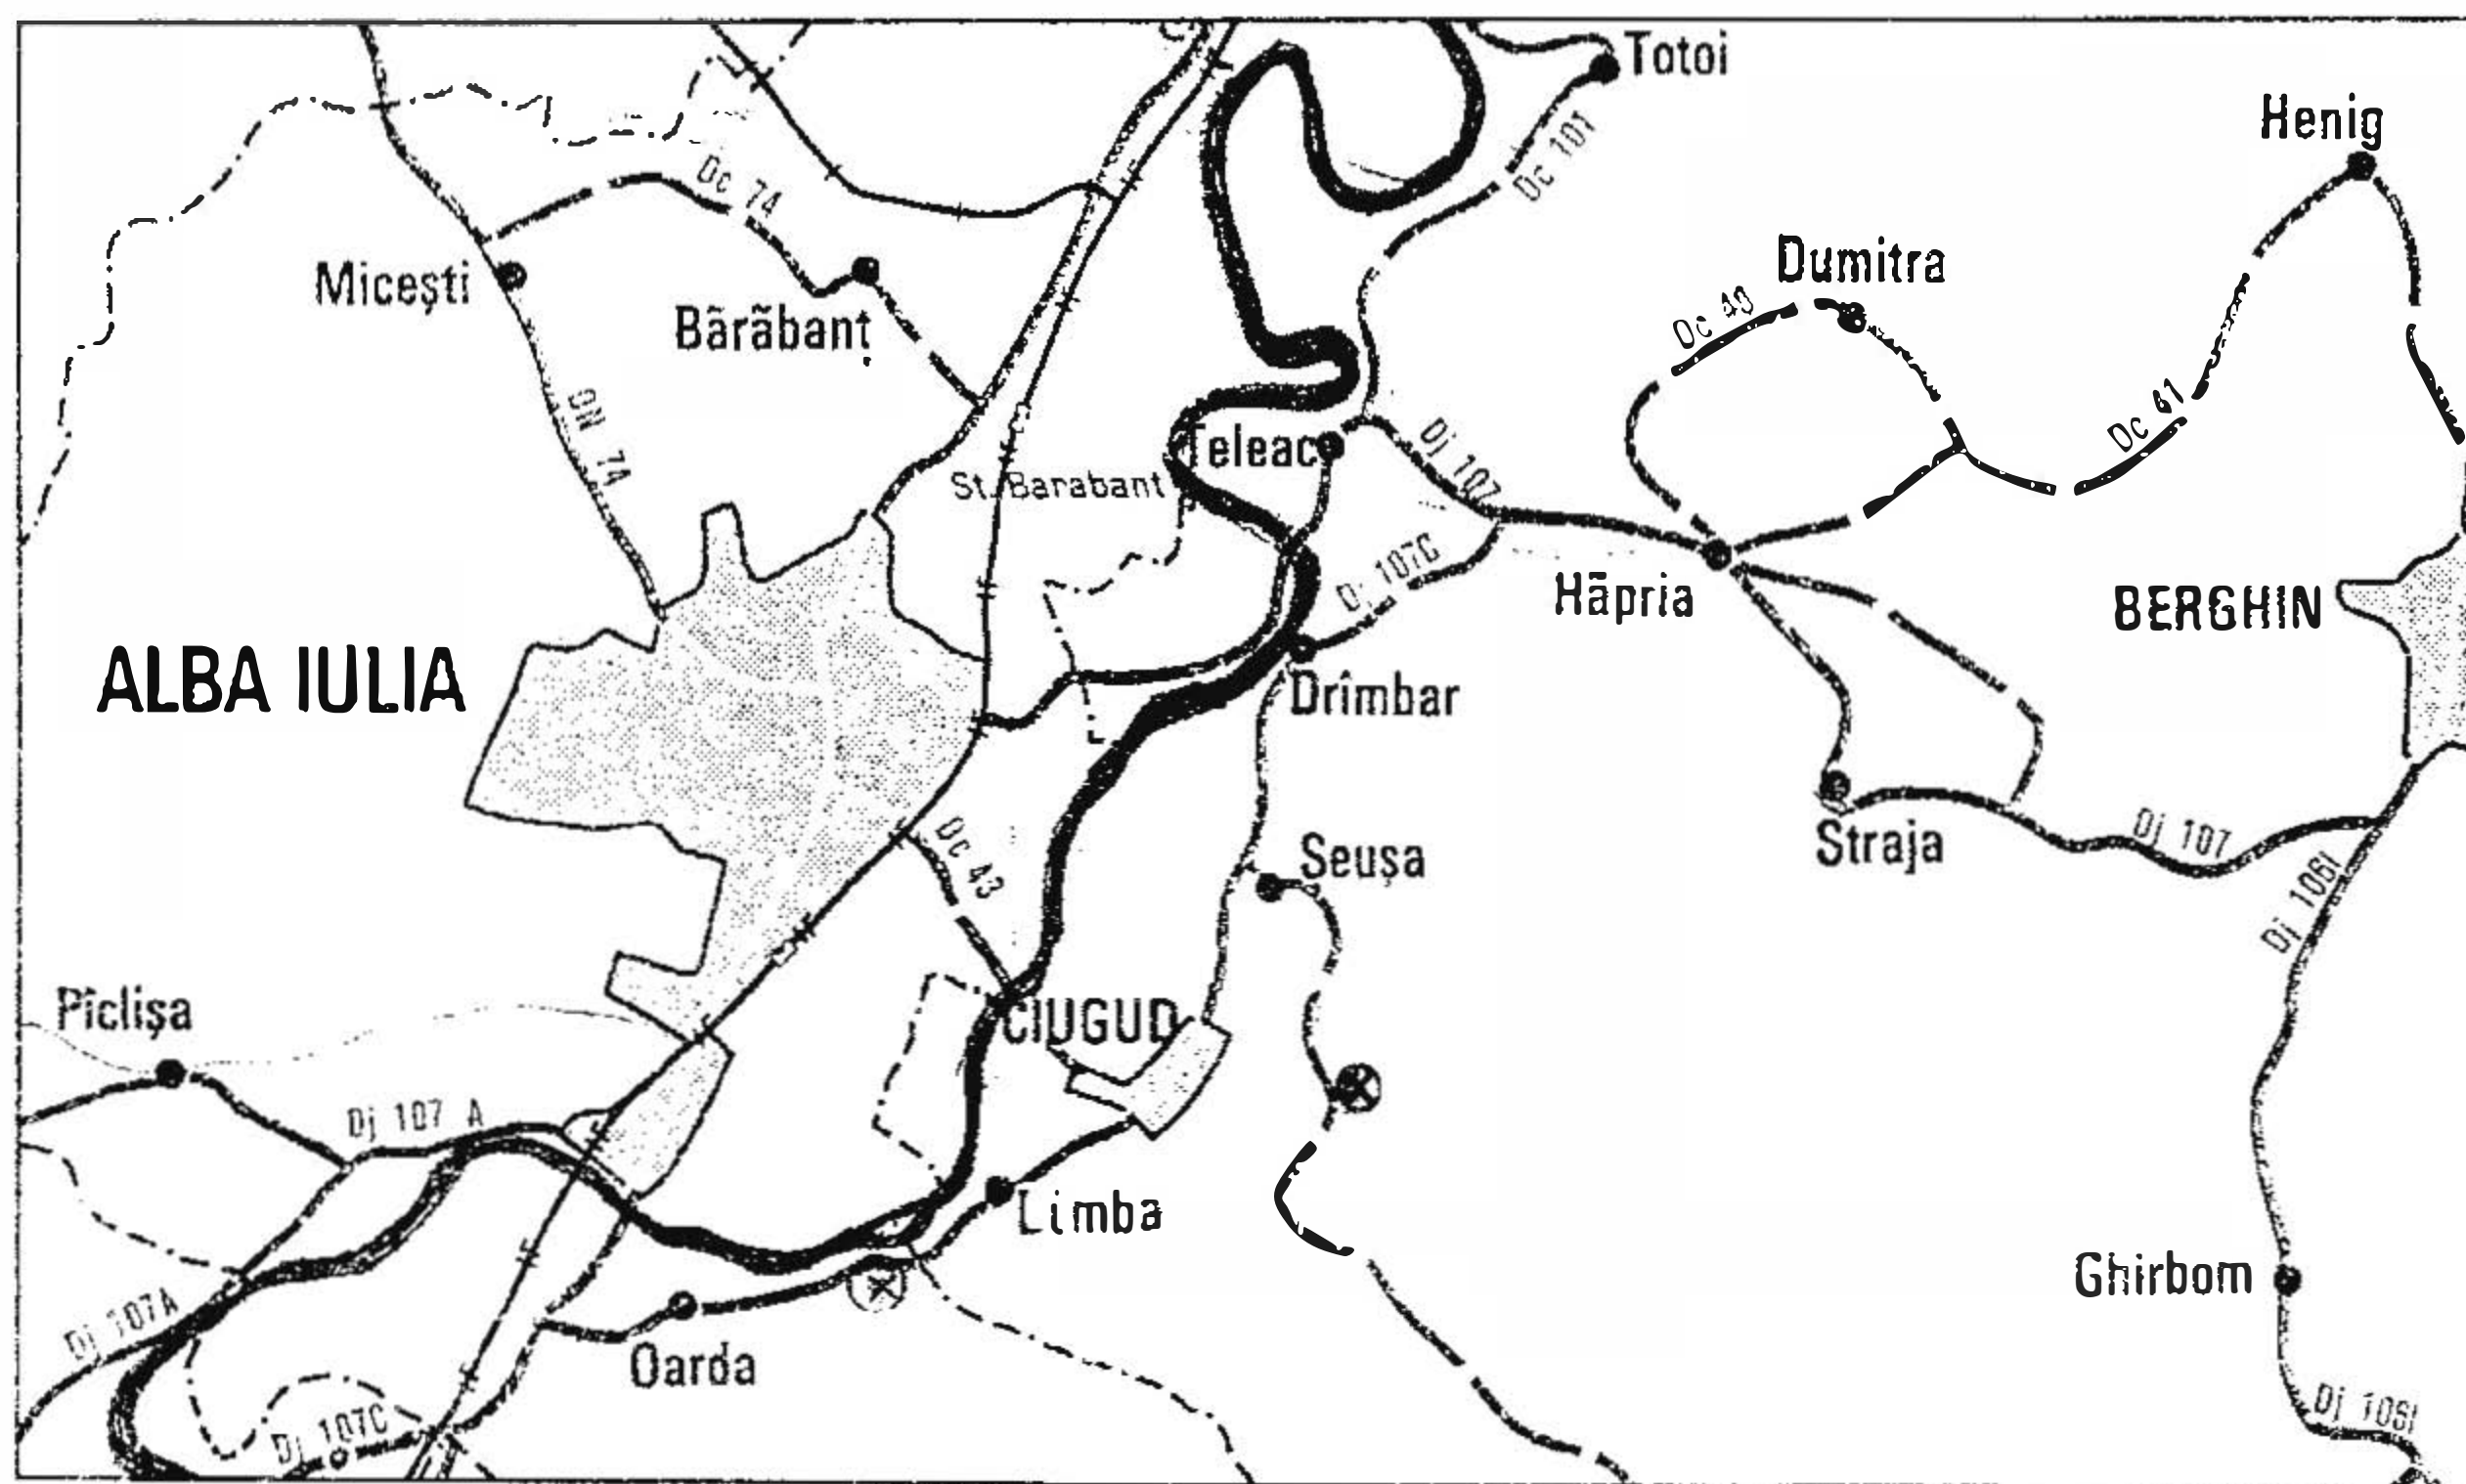 Totoi
Henig
Dc 101
Dc 74
Dumitra
Micești
Bărăbanț
Dc 61
DN 74
Teleac
Dj 107
St. Barabant
Dj 107C
Hăpria
BERGHIN
ALBA IULIA
Drîmbar
Dc 43
Seușa
Straja
Dj 107
Dj 106I
Pîclișa
CIUGUD
Dj 107 A
Limba
Ghirbom
Dj 107A
Oarda
Dj 107C
Dj 106I